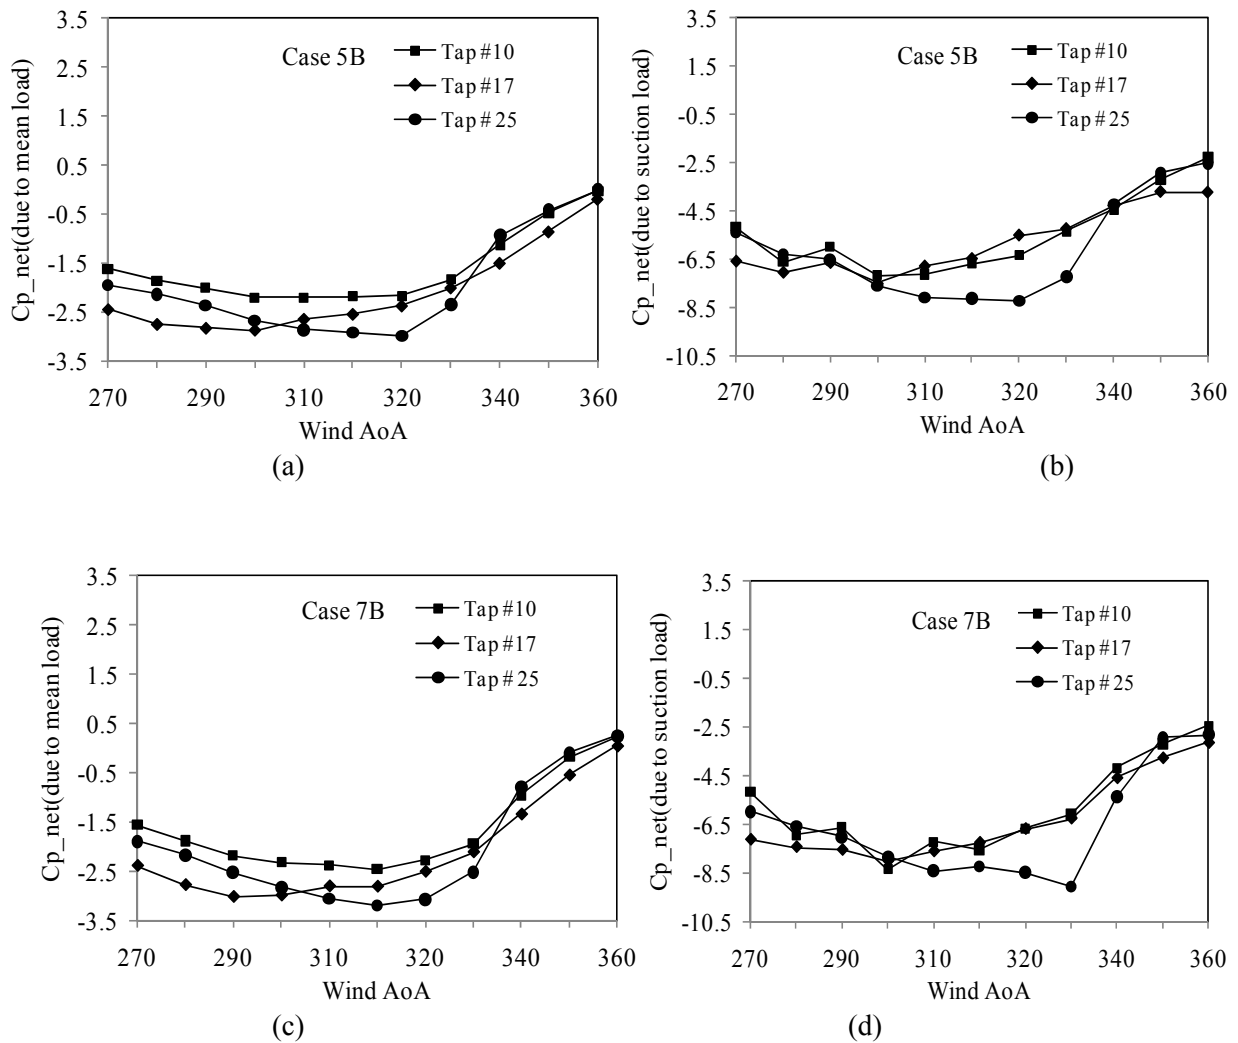 3.5
2.5
1.5
0.5
-0.5
-1.5
-2.5
-3.5
Cp_net(due to mean load)
Case 5B
Tap #10
Tap #17
Tap # 25
270 290 310 320 340 360
Wind AoA
(a)
3.5
1.5
-0.5
-2.5
-4.5
-6.5
-8.5
-10.5
Cp_net(due to suction load)
Case 5B
Tap #10
Tap #17
Tap # 25
270 290 310 320 340 360
Wind AoA
(b)
3.5
2.5
1.5
0.5
-0.5
-1.5
-2.5
-3.5
Cp_net(due to mean load)
Case 7B
Tap #10
Tap #17
Tap # 25
270 290 310 320 340 360
Wind AoA
(c)
3.5
1.5
-0.5
-2.5
-4.5
-6.5
-8.5
-10.5
Cp_net(due to suction load)
Case 7B
Tap #10
Tap #17
Tap # 25
270 290 310 320 340 360
Wind AoA
(d)